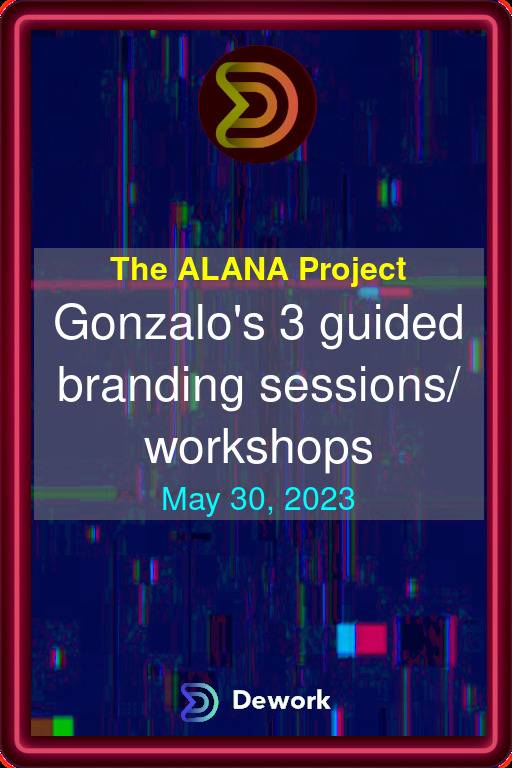 The ALANA Project
Gonzalo's 3 guided
branding sessions/
workshops
May 30, 2023
Dework